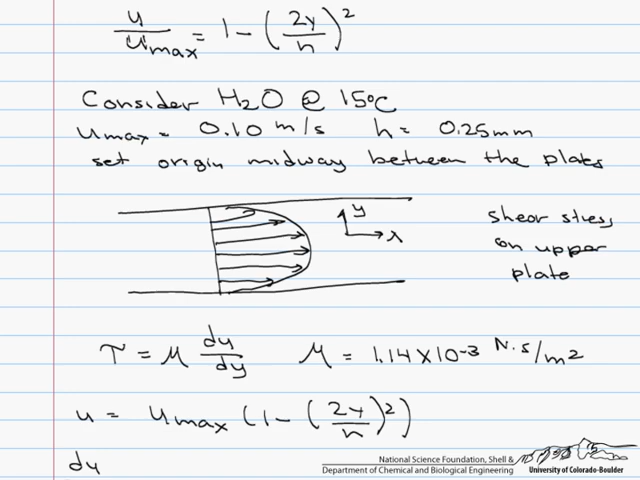 u/umax = 1 - (2y/h)²
Consider H2O @ 15°C
umax = 0.10 m/s h = 0.25mm
set origin midway between the plates
y
x
shear stress
on upper
plate
τ = μ du/dy μ = 1.14 × 10-3 N·s/m2
u = umax (1 - (2y/h)²)
du
National Science Foundation, Shell &
Department of Chemical and Biological Engineering
University of Colorado-Boulder